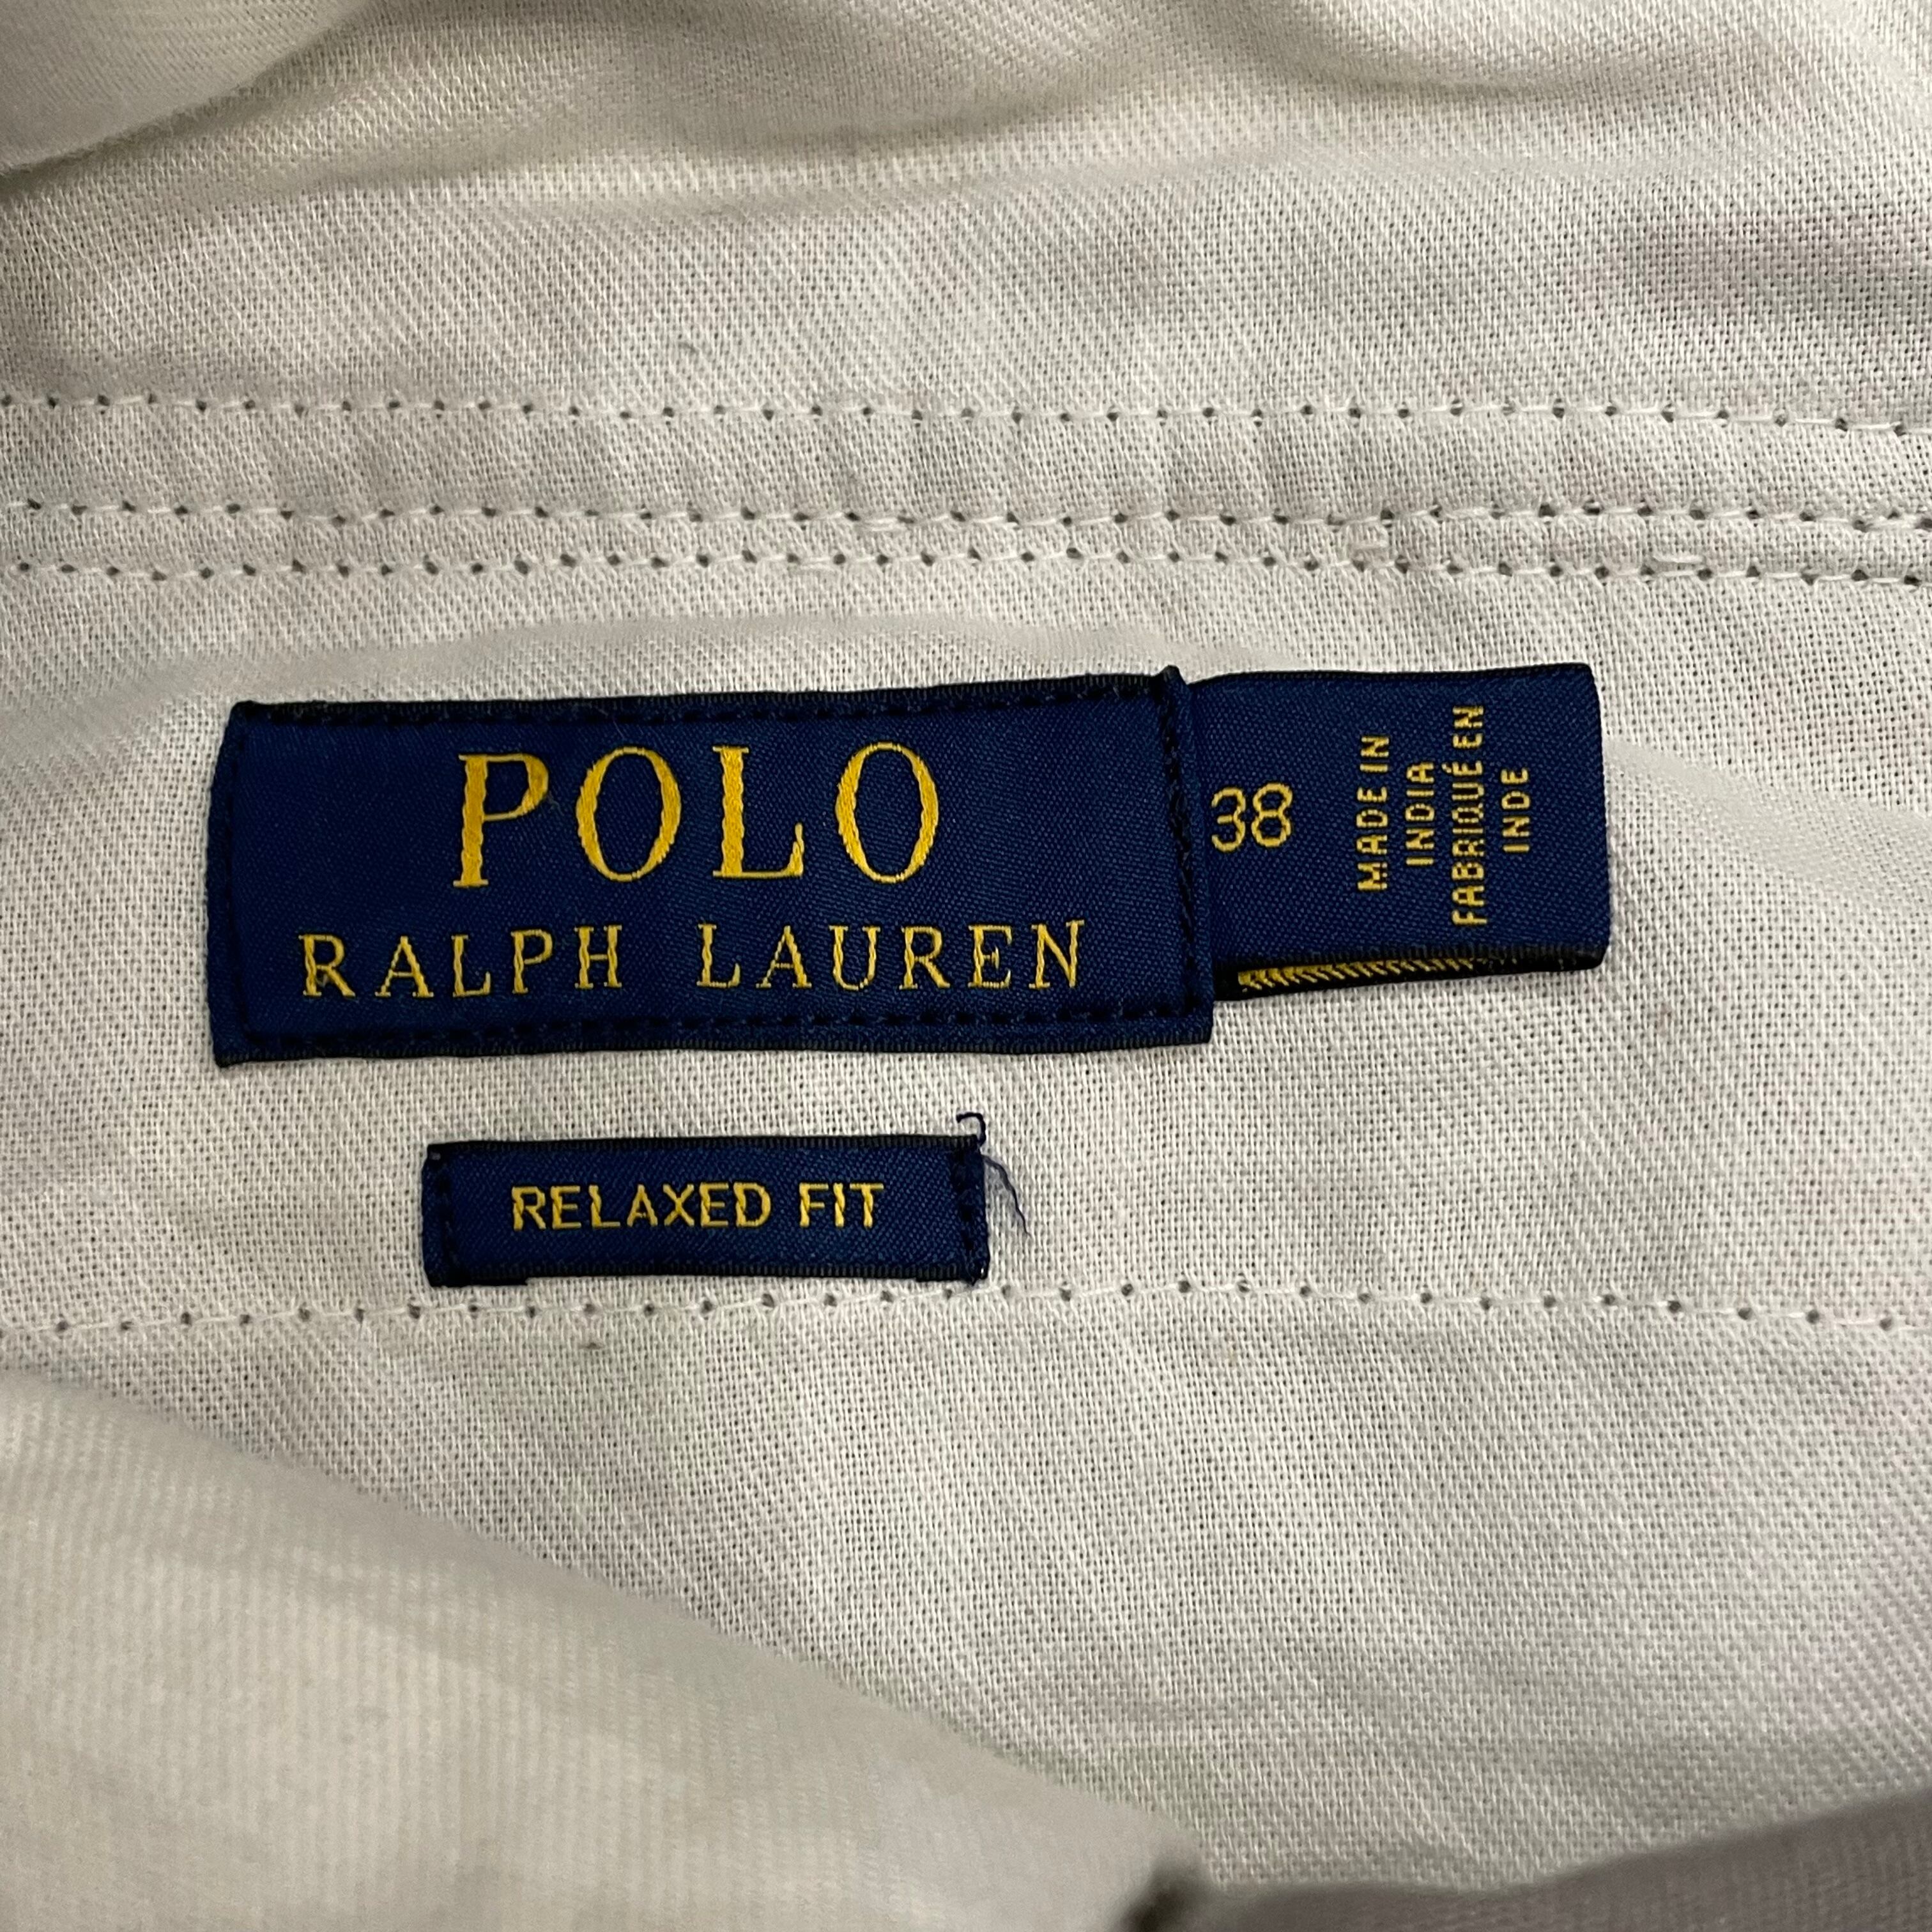 POLO
RALPH LAUREN
38
MADE IN
INDIA
FABRIQUÉ EN
INDE
RELAXED FIT